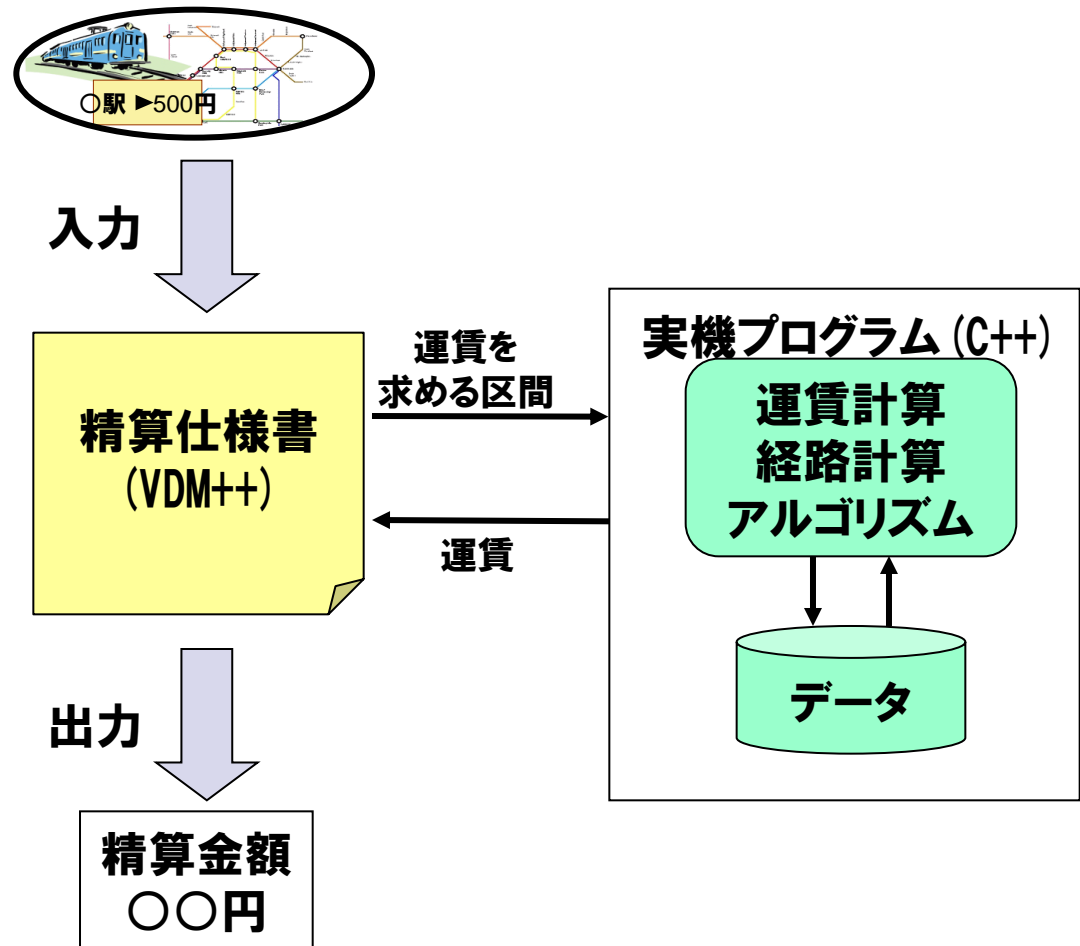 ○駅 ►500円
入力
精算仕様書
(VDM++)
運賃を
求める区間
運賃
実機プログラム(C++)
運賃計算
経路計算
アルゴリズム
データ
出力
精算金額
○○円